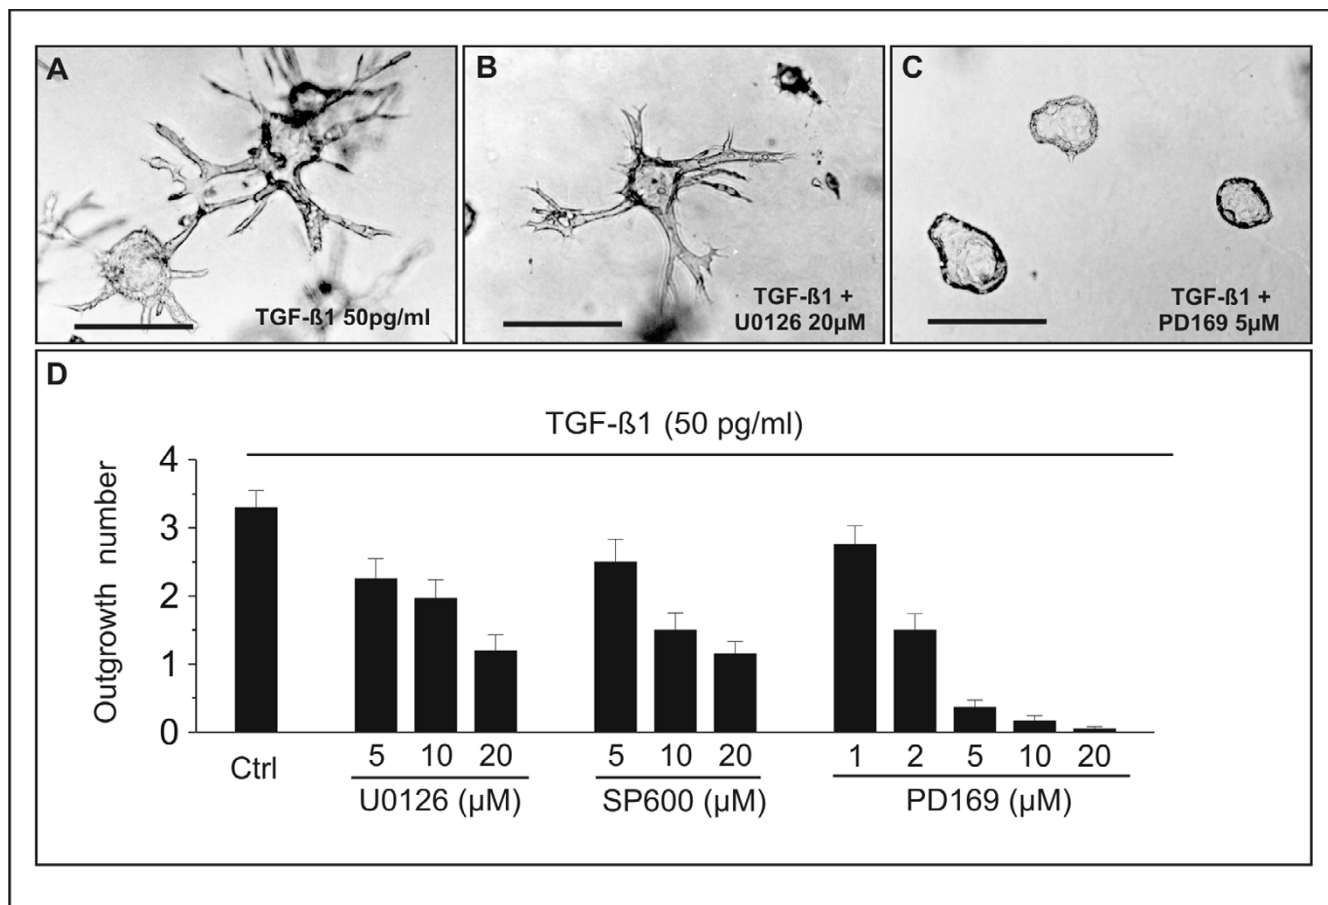 A
TGF-ß1 50pg/ml
B
TGF-ß1 +
U0126 20µM
C
TGF-ß1 +
PD169 5µM
D
TGF-ß1 (50 pg/ml)
Outgrowth number
4
3
2
1
0
Ctrl
5 10 20
U0126 (µM)
5 10 20
SP600 (µM)
1 2 5 10 20
PD169 (µM)